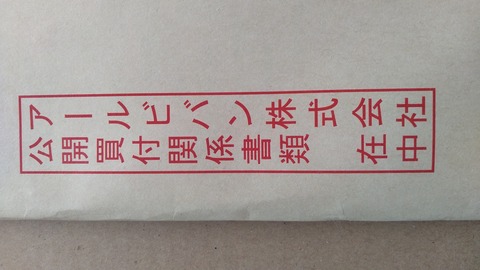 アールビバン株式会社
公開買付関係書類 在中